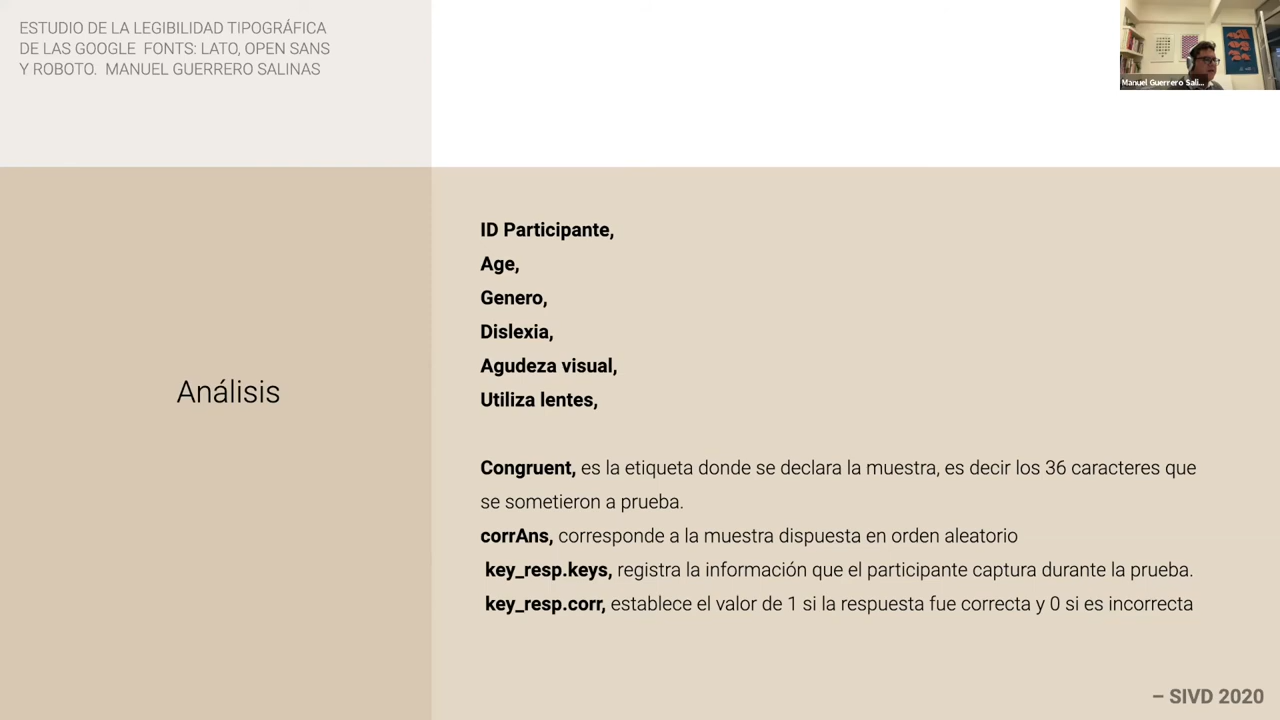 ESTUDIO DE LA LEGIBILIDAD TIPOGRÁFICA
DE LAS GOOGLE FONTS: LATO, OPEN SANS
Y ROBOTO. MANUEL GUERRERO SALINAS
Manuel Guerrero Sali...
Análisis
ID Participante,
Age,
Genero,
Dislexia,
Agudeza visual,
Utiliza lentes,
Congruent, es la etiqueta donde se declara la muestra, es decir los 36 caracteres que
se sometieron a prueba.
corrAns, corresponde a la muestra dispuesta en orden aleatorio
key_resp.keys, registra la información que el participante captura durante la prueba.
key_resp.corr, establece el valor de 1 si la respuesta fue correcta y 0 si es incorrecta
– SIVD 2020